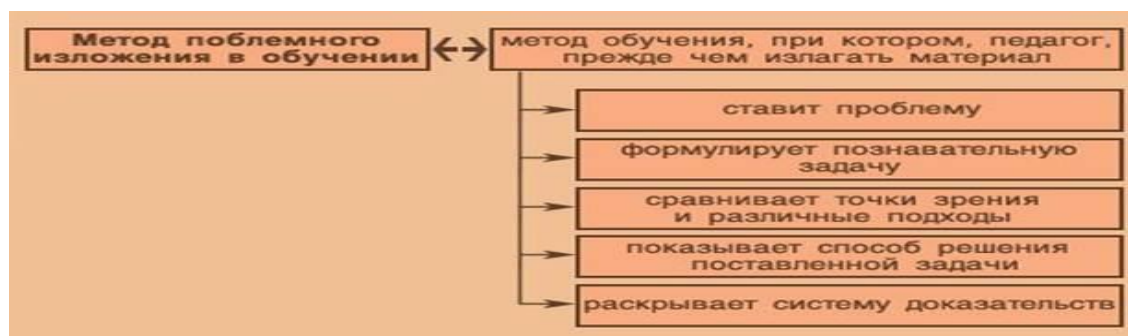 Метод поблемного
изложения в обучении
метод обучения, при котором, педагог,
прежде чем излагать материал
ставит проблему
формулирует познавательную
задачу
сравнивает точки зрения
и различные подходы
показывает способ решения
поставленной задачи
раскрывает систему доказательств